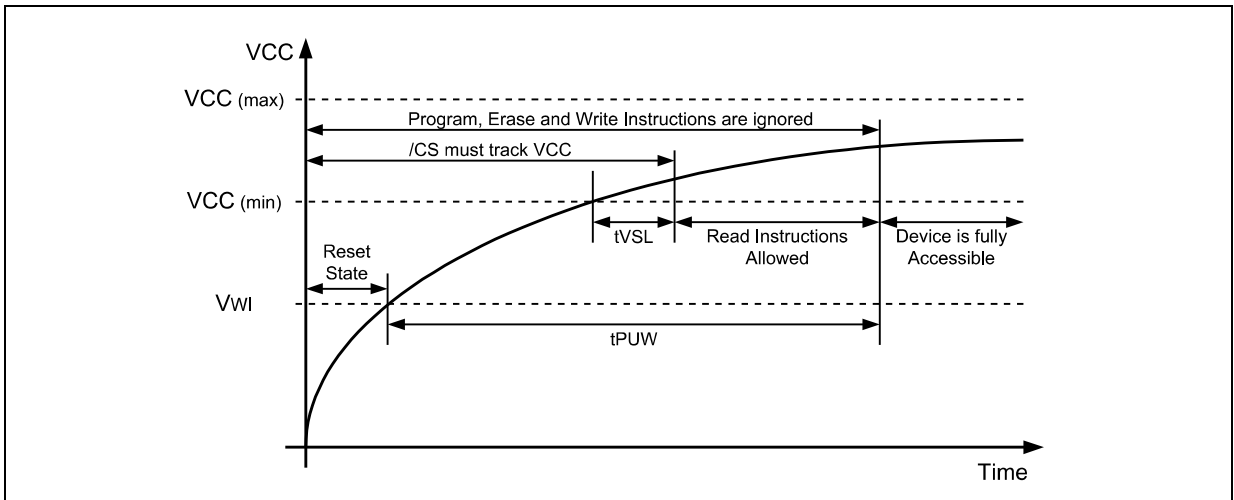 VCC
VCC (max)
Program, Erase and Write Instructions are ignored
/CS must track VCC
VCC (min)
tVSL
Read Instructions
Allowed
Device is fully
Accessible
Reset
State
VWI
tPUW
Time